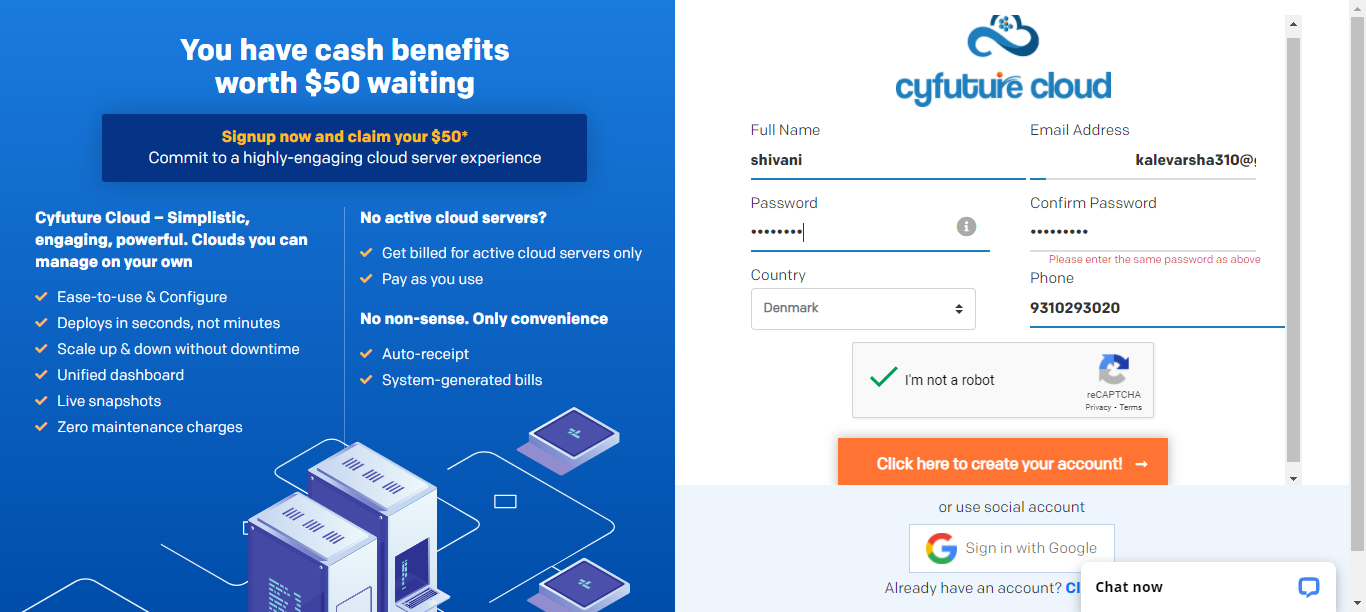 You have cash benefits
worth $50 waiting
Signup now and claim your $50*
Commit to a highly-engaging cloud server experience
Cyfuture Cloud – Simplistic,
engaging, powerful. Clouds you can
manage on your own
Ease-to-use & Configure
Deploys in seconds, not minutes
Scale up & down without downtime
Unified dashboard
Live snapshots
Zero maintenance charges
No active cloud servers?
Get billed for active cloud servers only
Pay as you use
No non-sense. Only convenience
Auto-receipt
System-generated bills
cyfuture cloud
Full Name
shivani
Email Address
kalevarsha310@
Password
••••••••
Confirm Password
•••••••••
Please enter the same password as above
Country
Denmark
Phone
9310293020
I'm not a robot
reCAPTCHA
Privacy - Terms
Click here to create your account! →
or use social account
Sign in with Google
Already have an account? Cl
Chat now